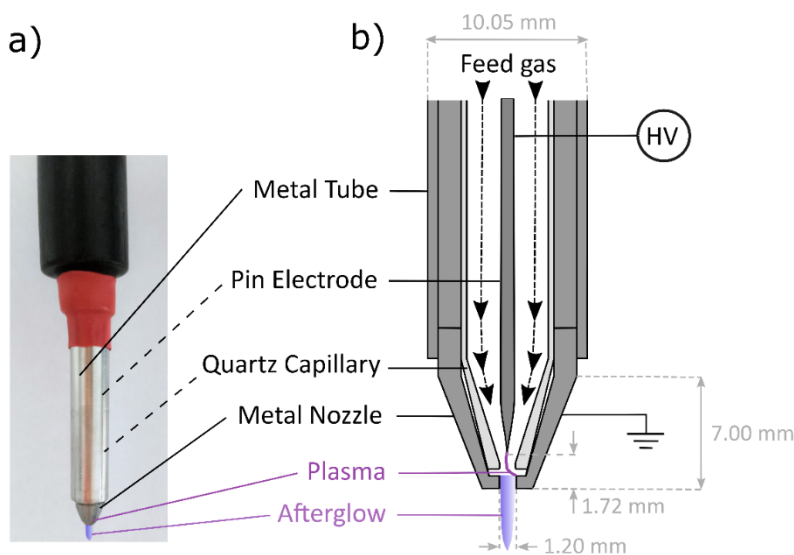 a)
b)
10.05 mm
Feed gas
HV
Metal Tube
Pin Electrode
Quartz Capillary
Metal Nozzle
Plasma
Afterglow
7.00 mm
1.72 mm
1.20 mm